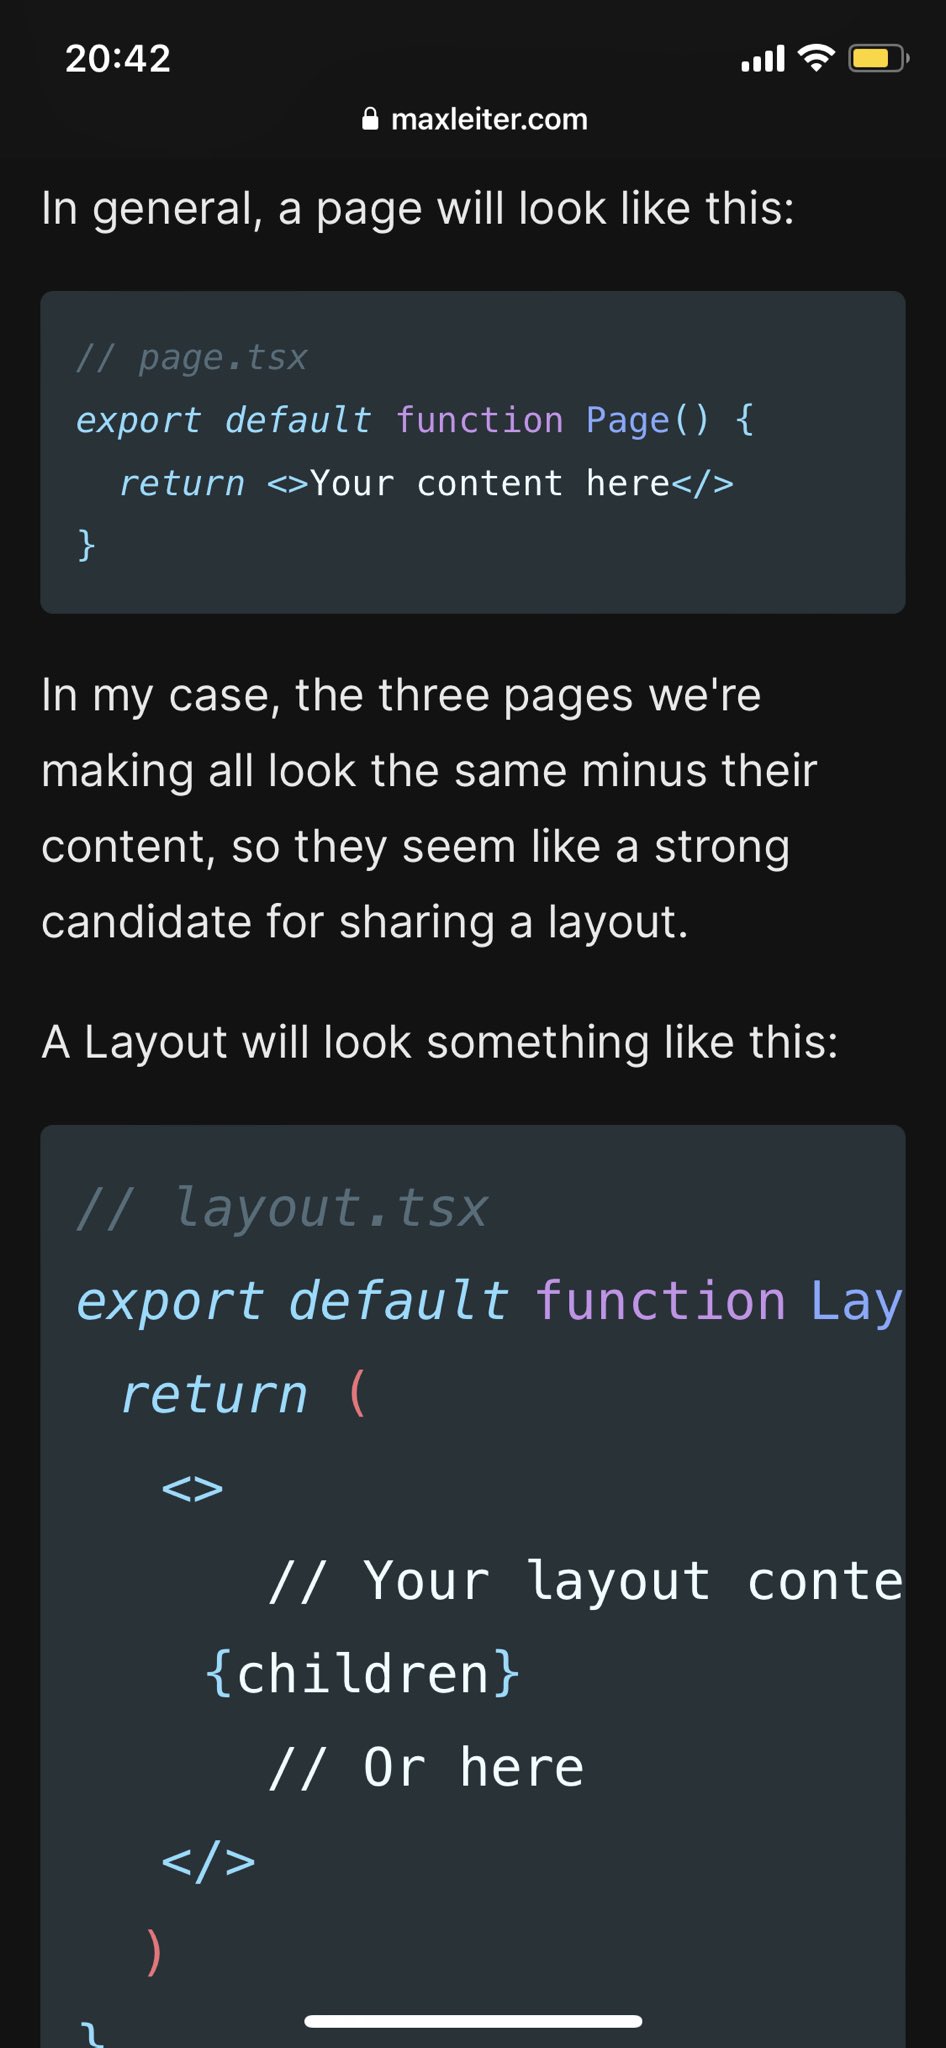 20:42
maxleiter.com
In general, a page will look like this:
// page.tsx
export default function Page() {
  return <>Your content here</>
}
In my case, the three pages we're
making all look the same minus their
content, so they seem like a strong
candidate for sharing a layout.
A Layout will look something like this:
// layout.tsx
export default function Lay
  return (
    <>
        // Your layout conte
      {children}
        // Or here
    </>
  )
}